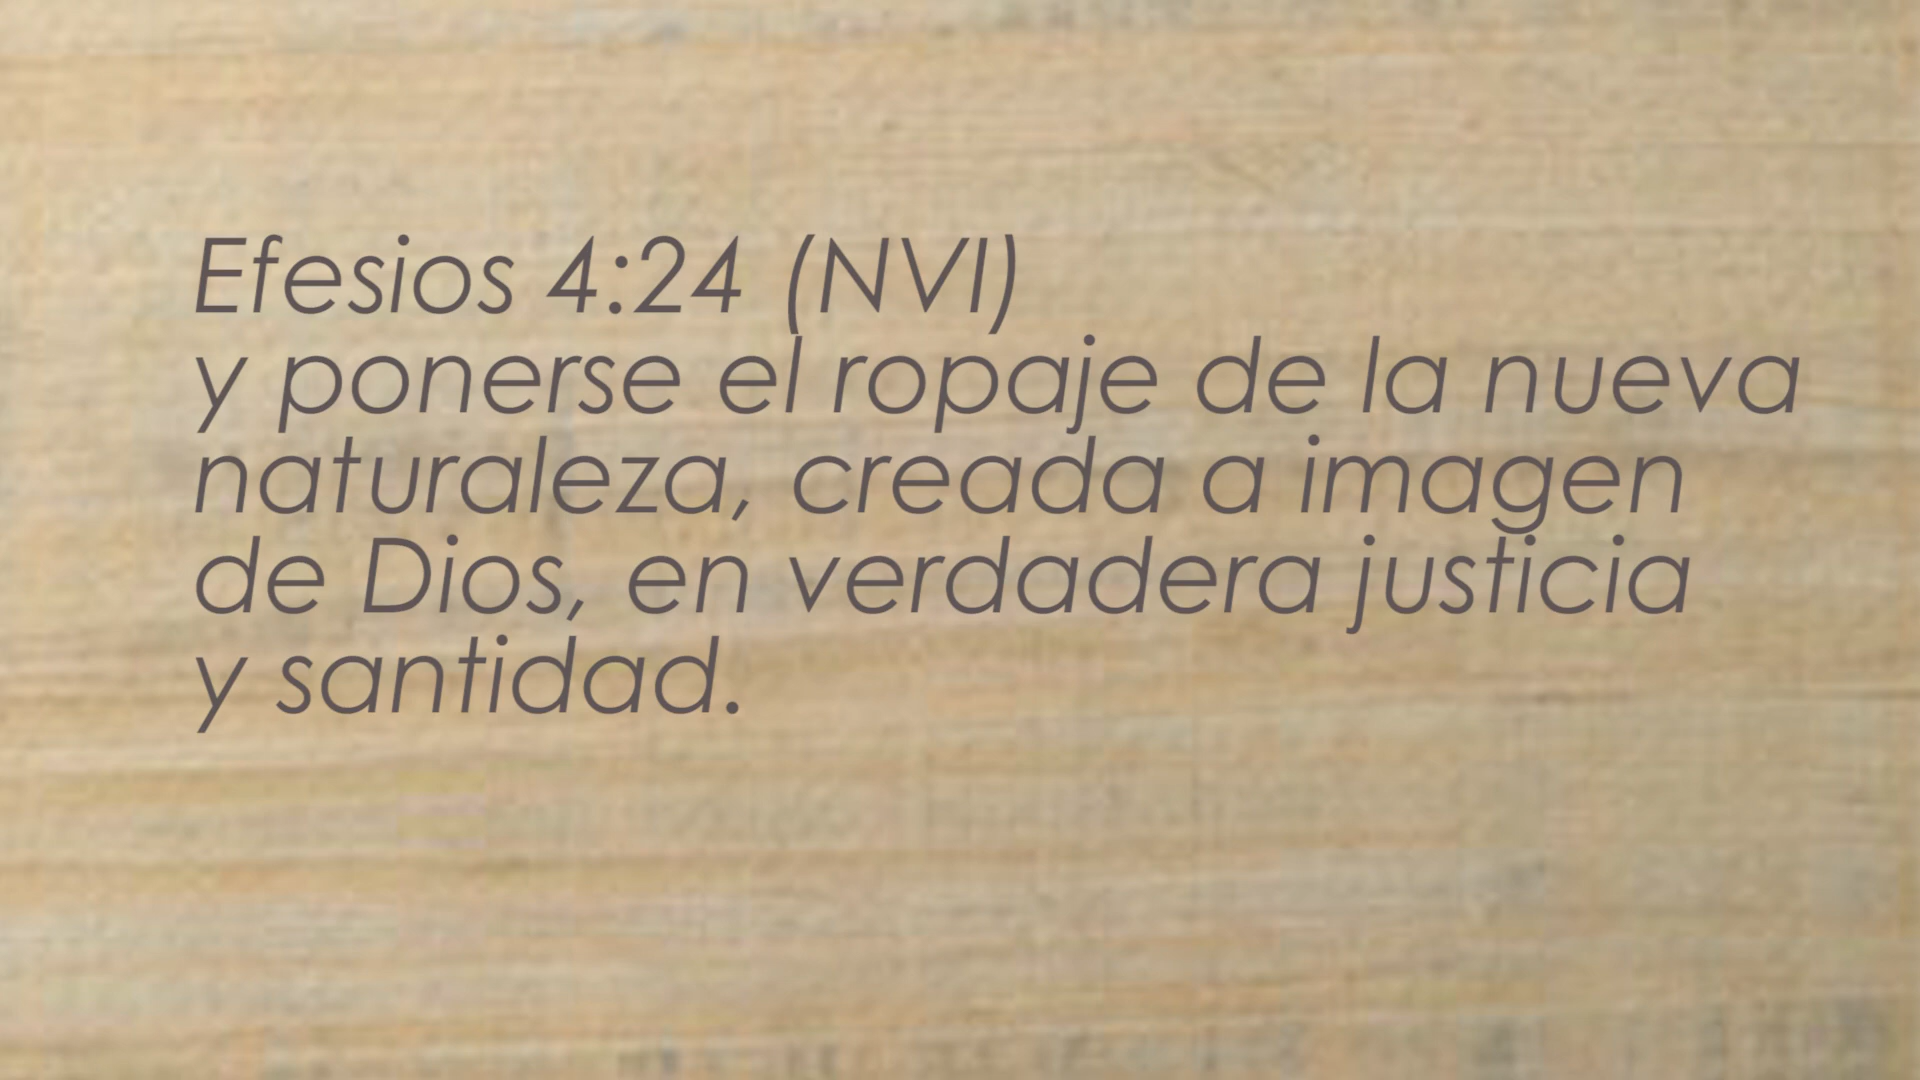 Efesios 4:24 (NVI)
y ponerse el ropaje de la nueva
naturaleza, creada a imagen
de Dios, en verdadera justicia
y santidad.